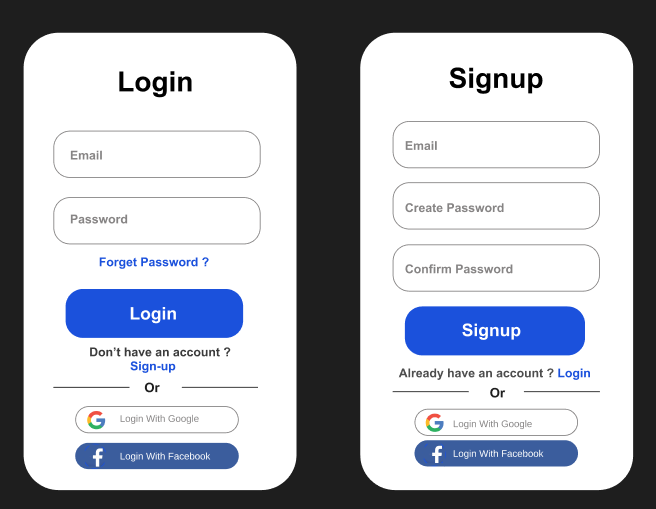 Login
Email
Password
Forget Password ?
Login
Don't have an account ?
Sign-up
Or
Login With Google
Login With Facebook
Signup
Email
Create Password
Confirm Password
Signup
Already have an account ? Login
Or
Login With Google
Login With Facebook